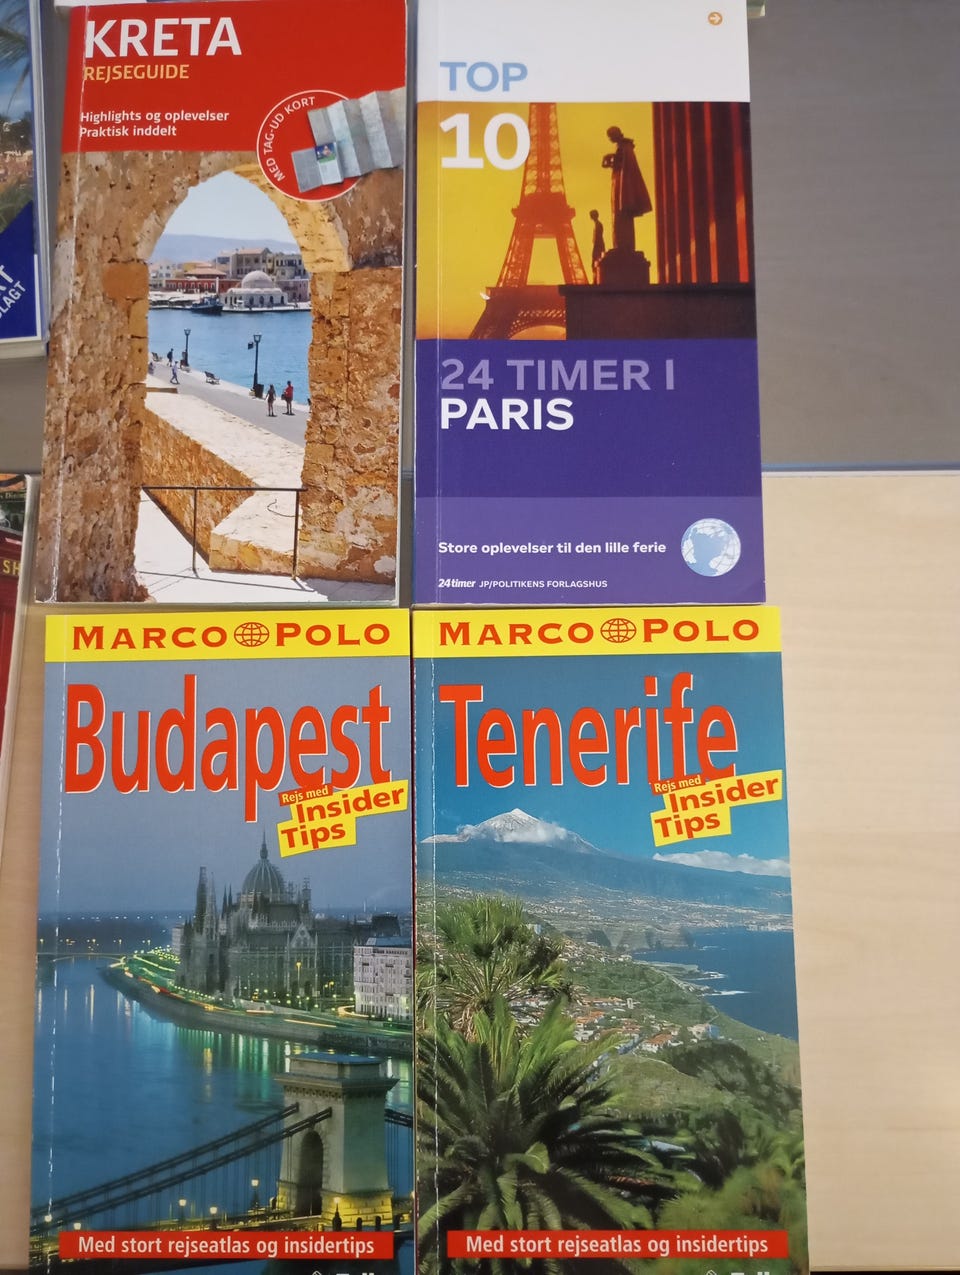 KRETA
REJSEGUIDE
Highlights og oplevelser
Praktisk inddelt
MED TAG-UD KORT
TOP
10
24 TIMER I
PARIS
Store oplevelser til den lille ferie
24timer JP/POLITIKENS FORLAGSHUS
MARCO POLO
Budapest
Rejs med
Insider
Tips
Med stort rejseatlas og insidertips
MARCO POLO
Tenerife
Rejs med
Insider
Tips
Med stort rejseatlas og insidertips